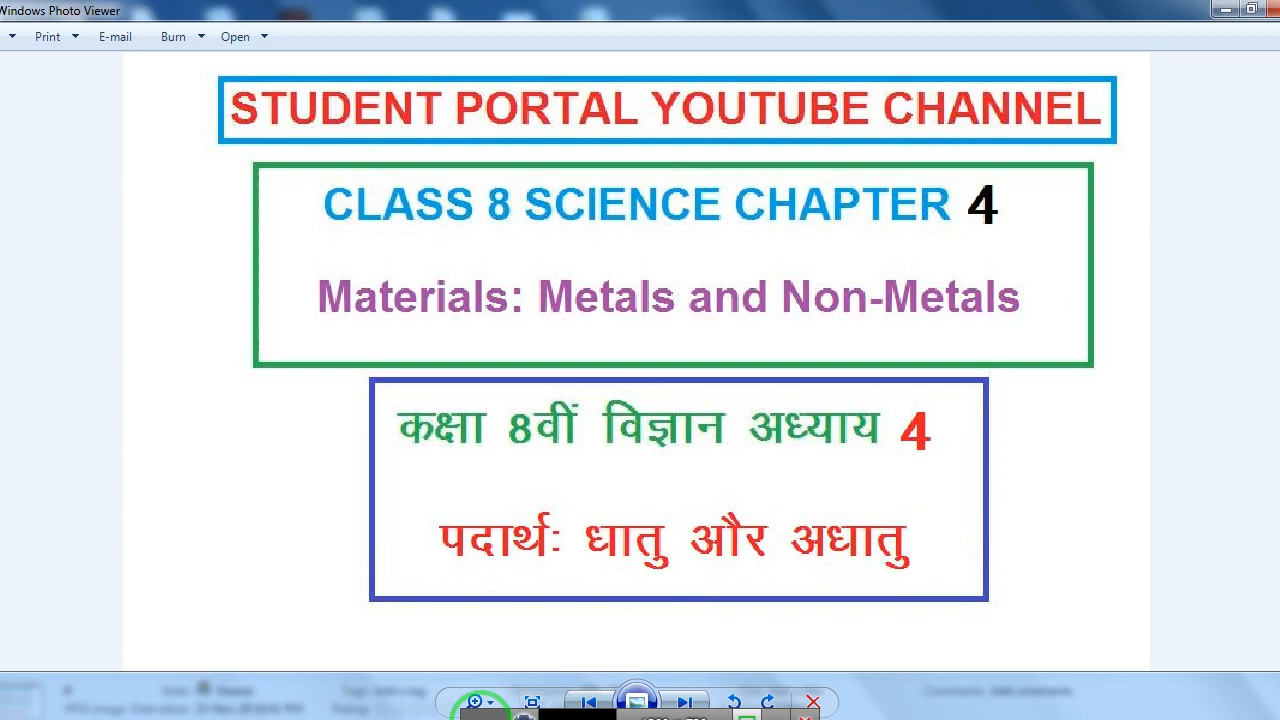 Windows Photo Viewer
Print E-mail Burn Open
STUDENT PORTAL YOUTUBE CHANNEL
CLASS 8 SCIENCE CHAPTER 4
Materials: Metals and Non-Metals
कक्षा 8वीं विज्ञान अध्याय 4
पदार्थ: धातु और अधातु